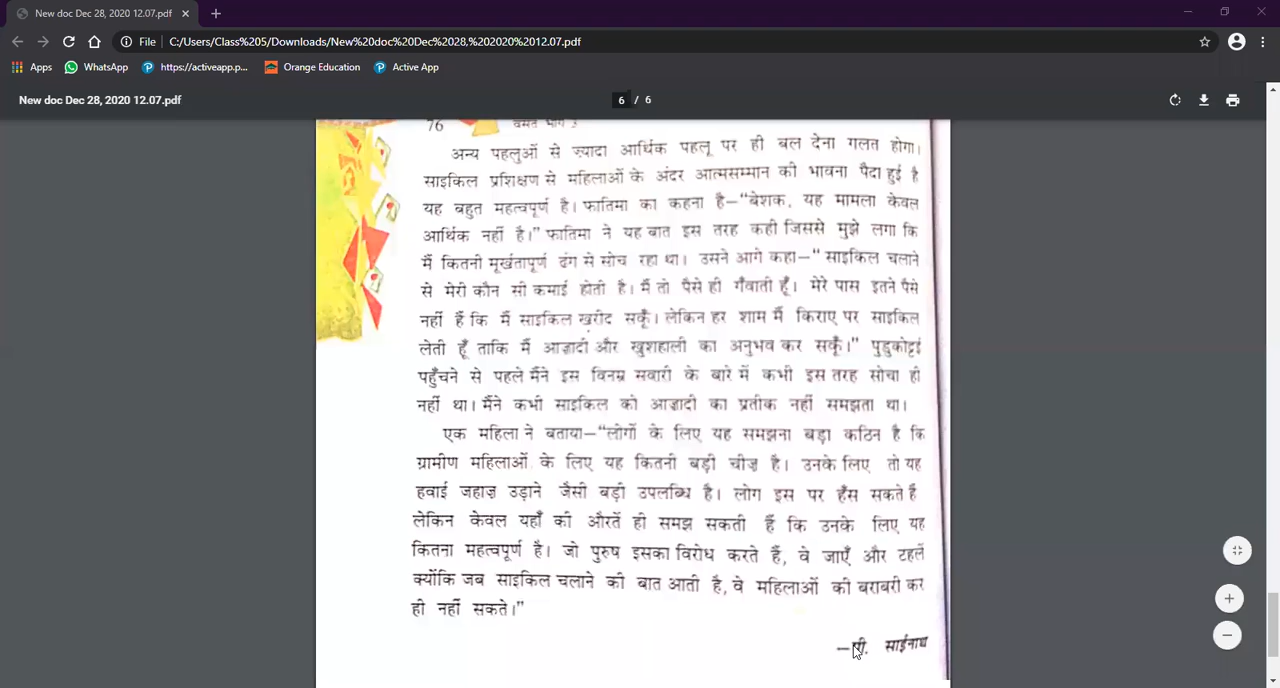 New doc Dec 28, 2020 12.07.pdf
File C:/Users/Class%205/Downloads/New%20doc%20Dec%2028,%202020%2012.07.pdf
Apps WhatsApp https://activeapp.p... Orange Education Active App
New doc Dec 28, 2020 12.07.pdf 6 / 6
76 वसंत भाग 3
अन्य पहलुओं से ज़्यादा आर्थिक पहलू पर ही बल देना गलत होगा।
साइकिल प्रशिक्षण से महिलाओं के अंदर आत्मसम्मान की भावना पैदा हुई है
यह बहुत महत्वपूर्ण है। फातिमा का कहना है–“बेशक, यह मामला केवल
आर्थिक नहीं है।” फातिमा ने यह बात इस तरह कही जिससे मुझे लगा कि
मैं कितनी मूर्खतापूर्ण ढंग से सोच रहा था। उसने आगे कहा–“साइकिल चलाने
से मेरी कौन सी कमाई होती है। मैं तो पैसे ही गँवाती हूँ। मेरे पास इतने पैसे
नहीं हैं कि मैं साइकिल खरीद सकूँ। लेकिन हर शाम मैं किराए पर साइकिल
लेती हूँ ताकि मैं आज़ादी और खुशहाली का अनुभव कर सकूँ।” पुडुकोट्टई
पहुँचने से पहले मैंने इस विनम्र सवारी के बारे में कभी इस तरह सोचा ही
नहीं था। मैंने कभी साइकिल को आज़ादी का प्रतीक नहीं समझता था।
एक महिला ने बताया–“लोगों के लिए यह समझना बड़ा कठिन है कि
ग्रामीण महिलाओं के लिए यह कितनी बड़ी चीज़ है। उनके लिए तो यह
हवाई जहाज़ उड़ाने जैसी बड़ी उपलब्धि है। लोग इस पर हँस सकते हैं
लेकिन केवल यहाँ की औरतें ही समझ सकती हैं कि उनके लिए यह
कितना महत्वपूर्ण है। जो पुरुष इसका विरोध करते हैं, वे जाएँ और टहलें
क्योंकि जब साइकिल चलाने की बात आती है, वे महिलाओं की बराबरी कर
ही नहीं सकते।”
–पी. साईनाथ